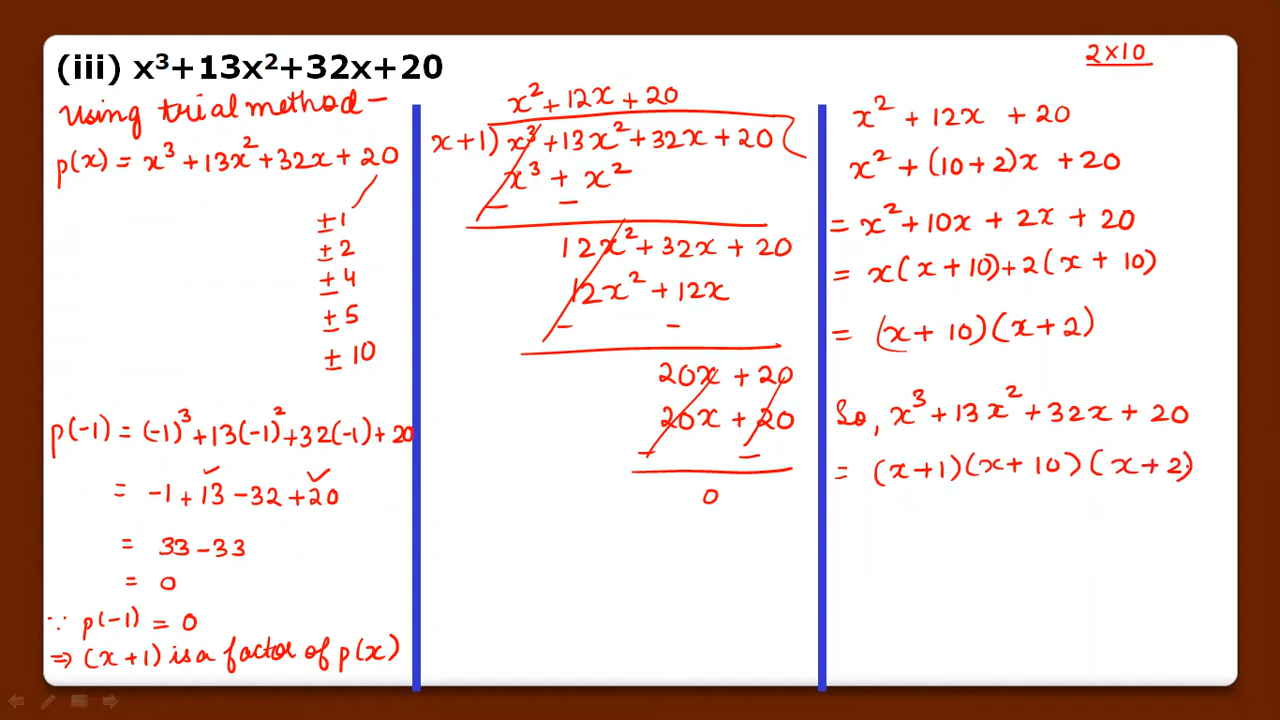 (iii) x³+13x²+32x+20
Using trial method –
p(x) = x³ + 13x² + 32x + 20
±1
±2
±4
±5
±10
p(-1) = (-1)³ + 13(-1)² + 32(-1) + 20
= -1 + 13 - 32 + 20
= 33 - 33
= 0
∵ p(-1) = 0
⇒ (x+1) is a factor of p(x)
x² + 12x + 20
x+1) x³ + 13x² + 32x + 20 (
x³ + x²
− −
12x² + 32x + 20
12x² + 12x
− −
20x + 20
20x + 20
− −
0
2×10
x² + 12x + 20
x² + (10+2)x + 20
= x² + 10x + 2x + 20
= x(x+10) + 2(x+10)
= (x+10)(x+2)
So, x³ + 13x² + 32x + 20
= (x+1)(x+10)(x+2)